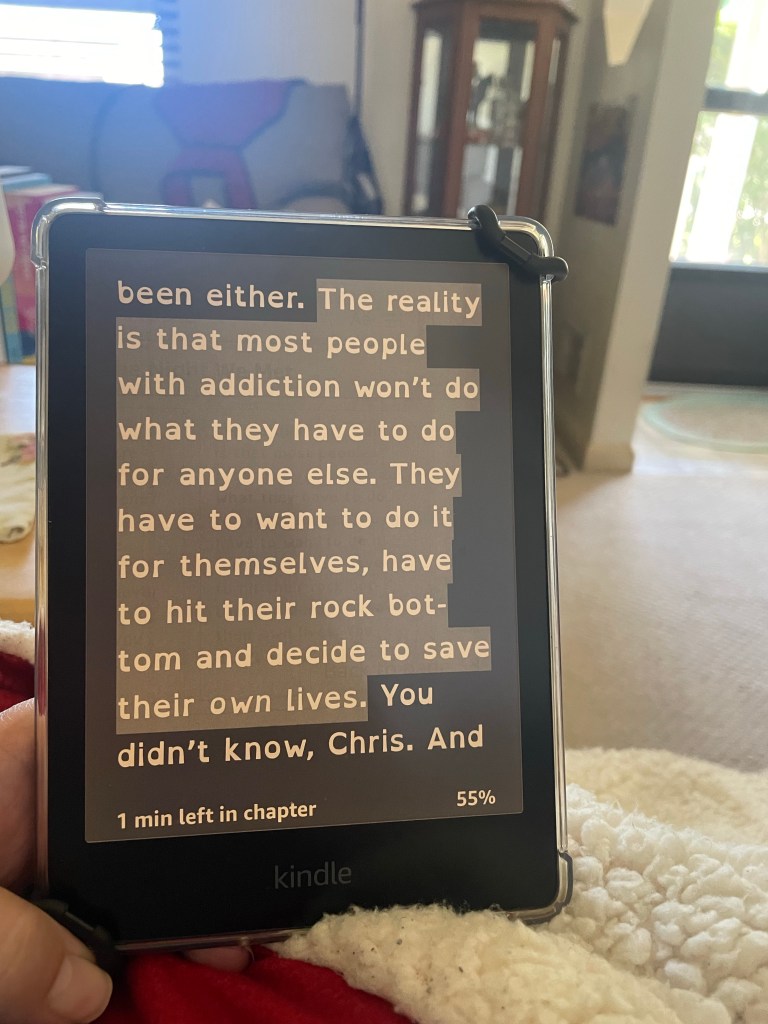 been either. The reality
is that most people
with addiction won't do
what they have to do
for anyone else. They
have to want to do it
for themselves, have
to hit their rock bot-
tom and decide to save
their own lives. You
didn't know, Chris. And
1 min left in chapter 55%
kindle